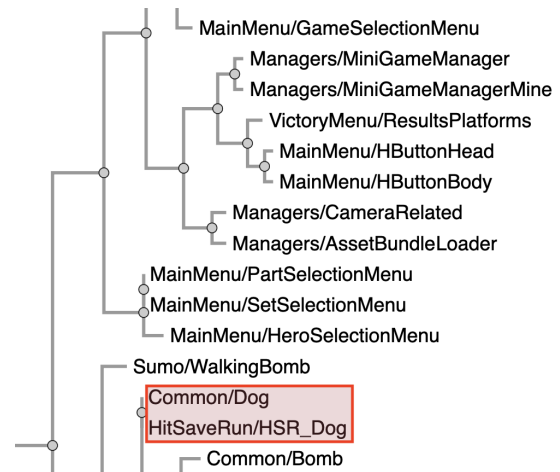 MainMenu/GameSelectionMenu
Managers/MiniGameManager
Managers/MiniGameManagerMine
VictoryMenu/ResultsPlatforms
MainMenu/HButtonHead
MainMenu/HButtonBody
Managers/CameraRelated
Managers/AssetBundleLoader
MainMenu/PartSelectionMenu
MainMenu/SetSelectionMenu
MainMenu/HeroSelectionMenu
Sumo/WalkingBomb
Common/Dog
HitSaveRun/HSR_Dog
Common/Bomb